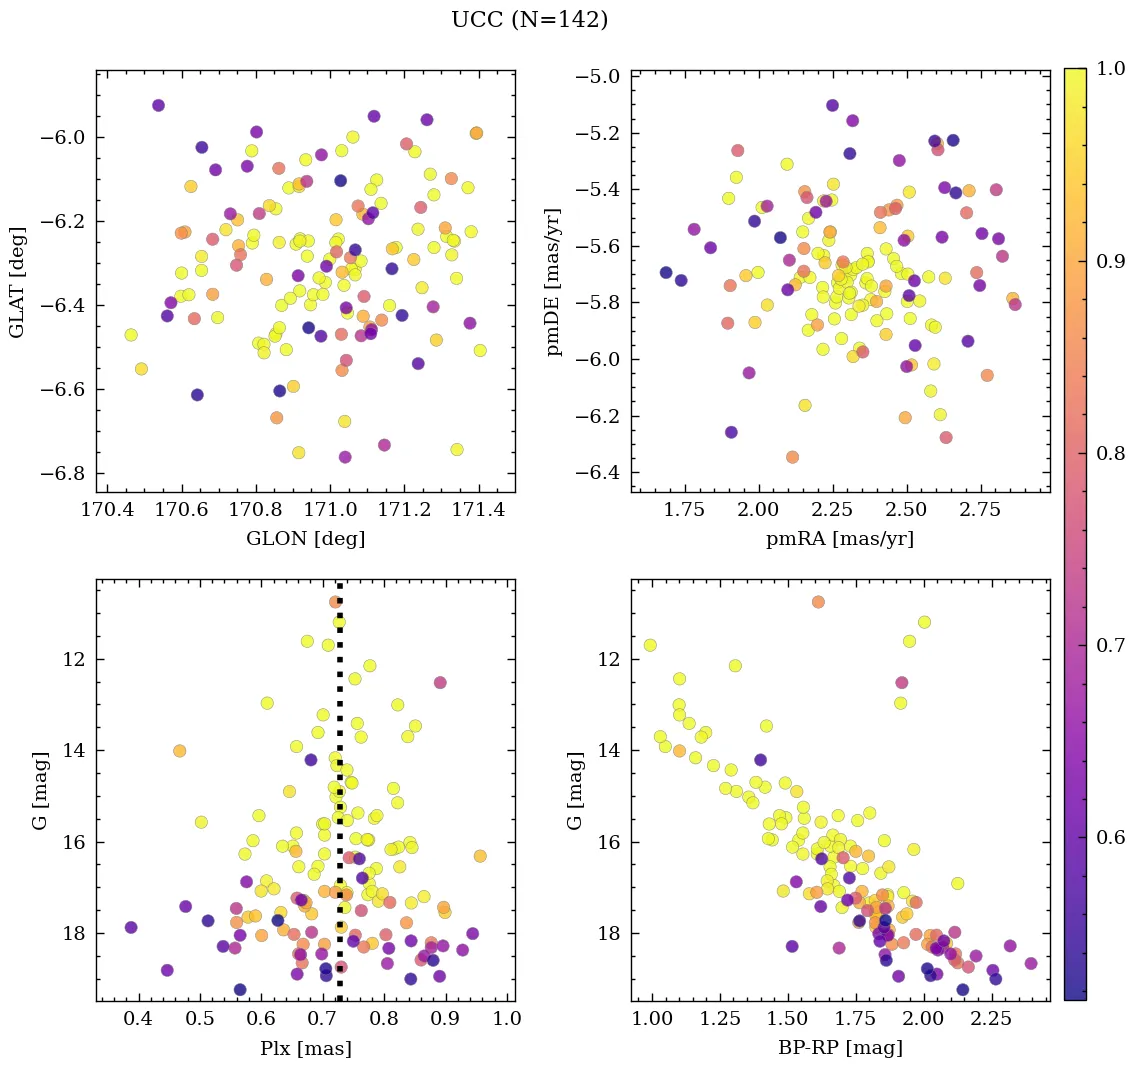 UCC (N=142)
−6.0
−6.2
−6.4
−6.6
−6.8
GLAT [deg]
170.4 170.6 170.8 171.0 171.2 171.4
GLON [deg]
−5.0
−5.2
−5.4
−5.6
−5.8
−6.0
−6.2
−6.4
pmDE [mas/yr]
1.75 2.00 2.25 2.50 2.75
pmRA [mas/yr]
1.0
0.9
0.8
0.7
0.6
12
14
16
18
G [mag]
0.4 0.5 0.6 0.7 0.8 0.9 1.0
Plx [mas]
12
14
16
18
G [mag]
1.00 1.25 1.50 1.75 2.00 2.25
BP-RP [mag]